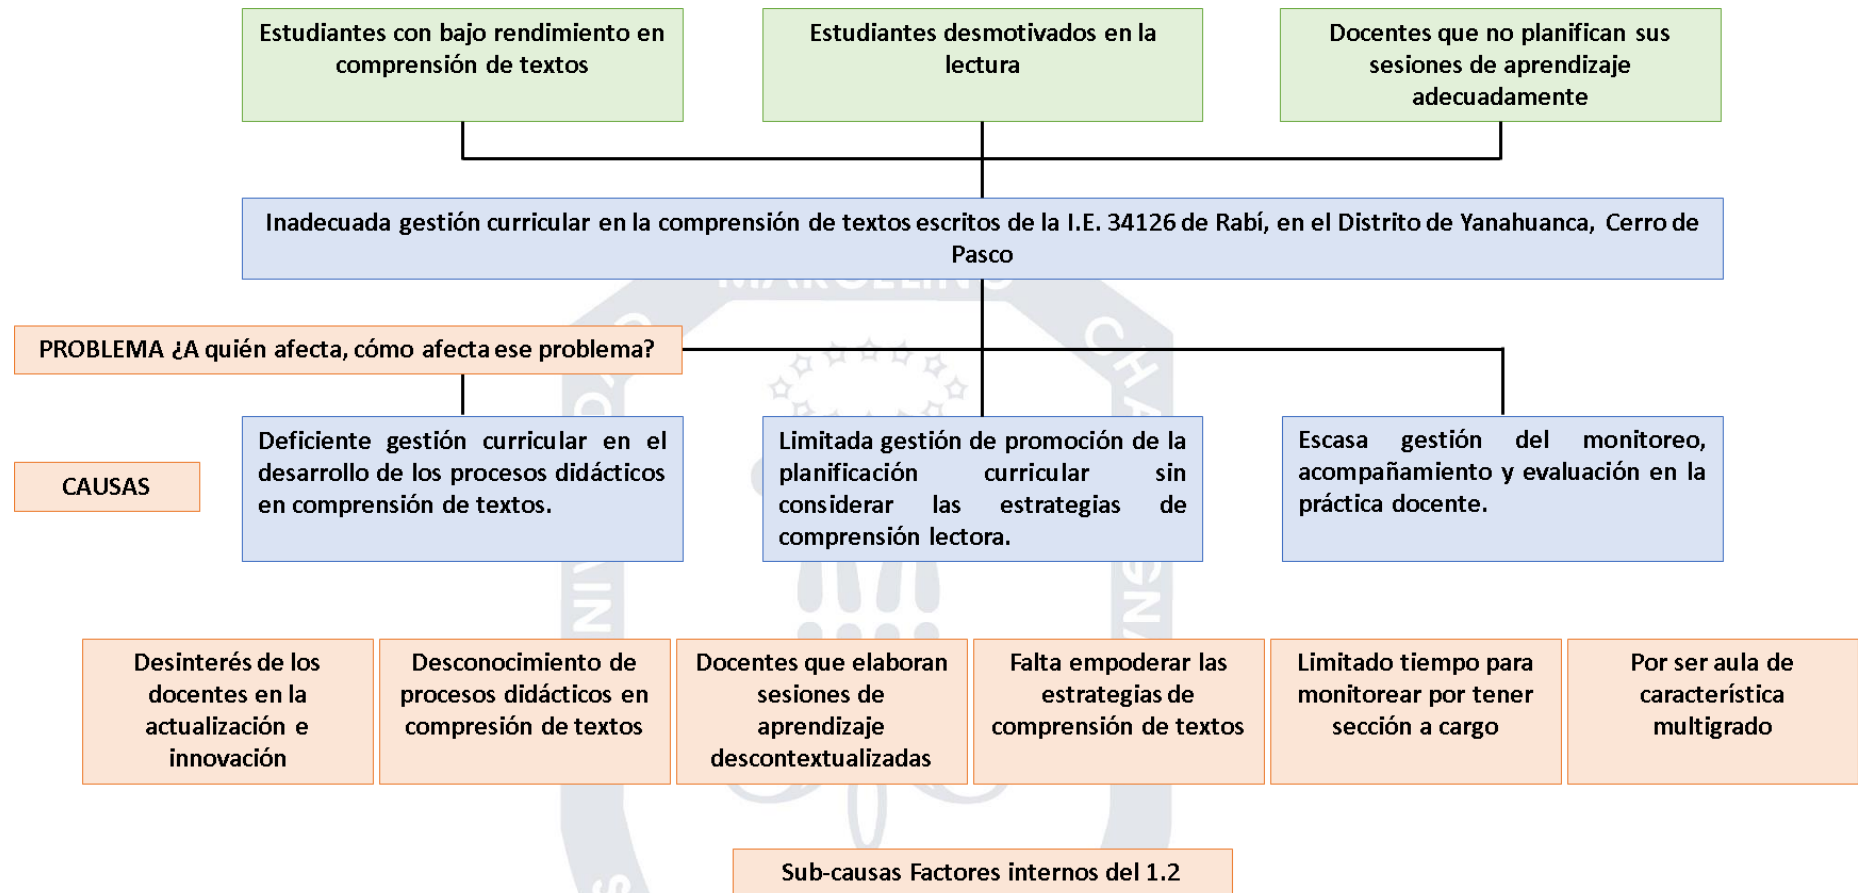 Estudiantes con bajo rendimiento en
comprensión de textos
Estudiantes desmotivados en la
lectura
Docentes que no planifican sus
sesiones de aprendizaje
adecuadamente
Inadecuada gestión curricular en la comprensión de textos escritos de la I.E. 34126 de Rabí, en el Distrito de Yanahuanca, Cerro de
Pasco
MARCELINO
CHAMPAGNA
PROBLEMA ¿A quién afecta, cómo afecta ese problema?
CAUSAS
Deficiente gestión curricular en el
desarrollo de los procesos didácticos
en comprensión de textos.
Limitada gestión de promoción de la
planificación curricular sin
considerar las estrategias de
comprensión lectora.
Escasa gestión del monitoreo,
acompañamiento y evaluación en la
práctica docente.
Desinterés de los
docentes en la
actualización e
innovación
Desconocimiento de
procesos didácticos en
compresión de textos
Docentes que elaboran
sesiones de
aprendizaje
descontextualizadas
Falta empoderar las
estrategias de
comprensión de textos
Limitado tiempo para
monitorear por tener
sección a cargo
Por ser aula de
característica
multigrado
Sub-causas Factores internos del 1.2